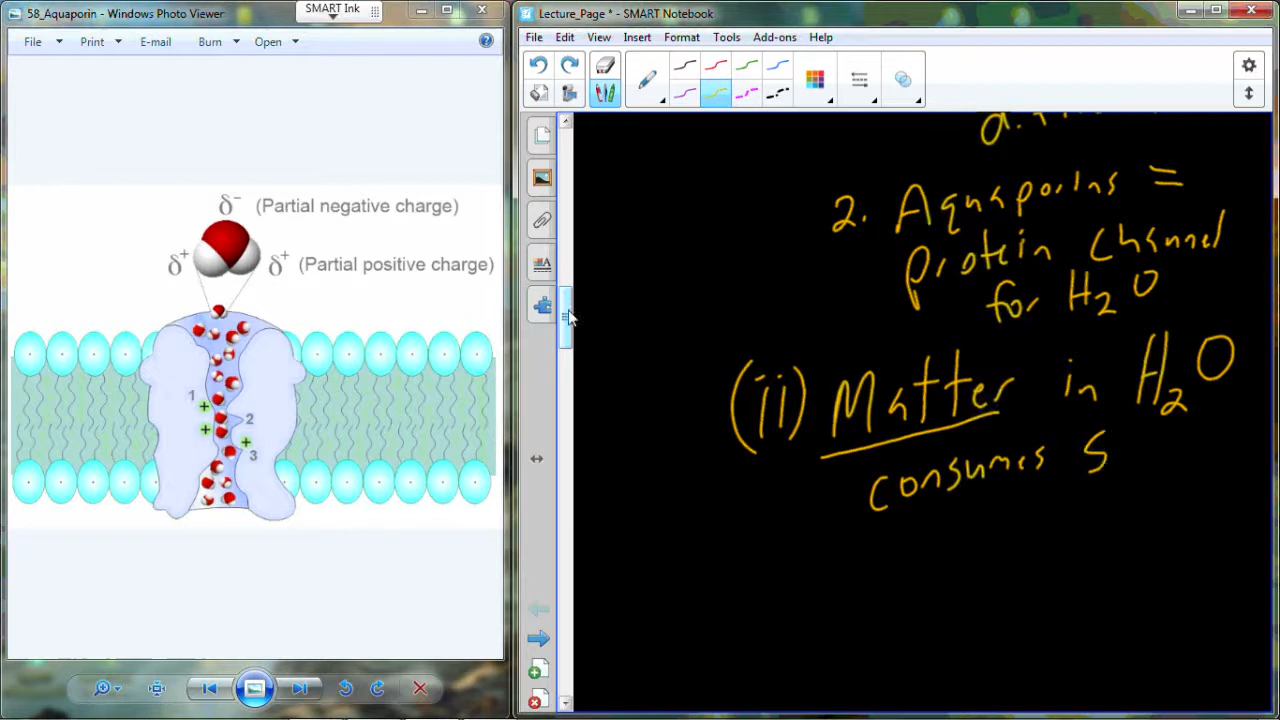 58_Aquaporin - Windows Photo Viewer
SMART Ink
File Print E-mail Burn Open
δ⁻ (Partial negative charge)
δ⁺ δ⁺ (Partial positive charge)
1
2
3
+
+
+
Lecture_Page * - SMART Notebook
File Edit View Insert Format Tools Add-ons Help
2. Aquaporins =
protein channel
for H₂O
(ii) Matter in H₂O
consumes s